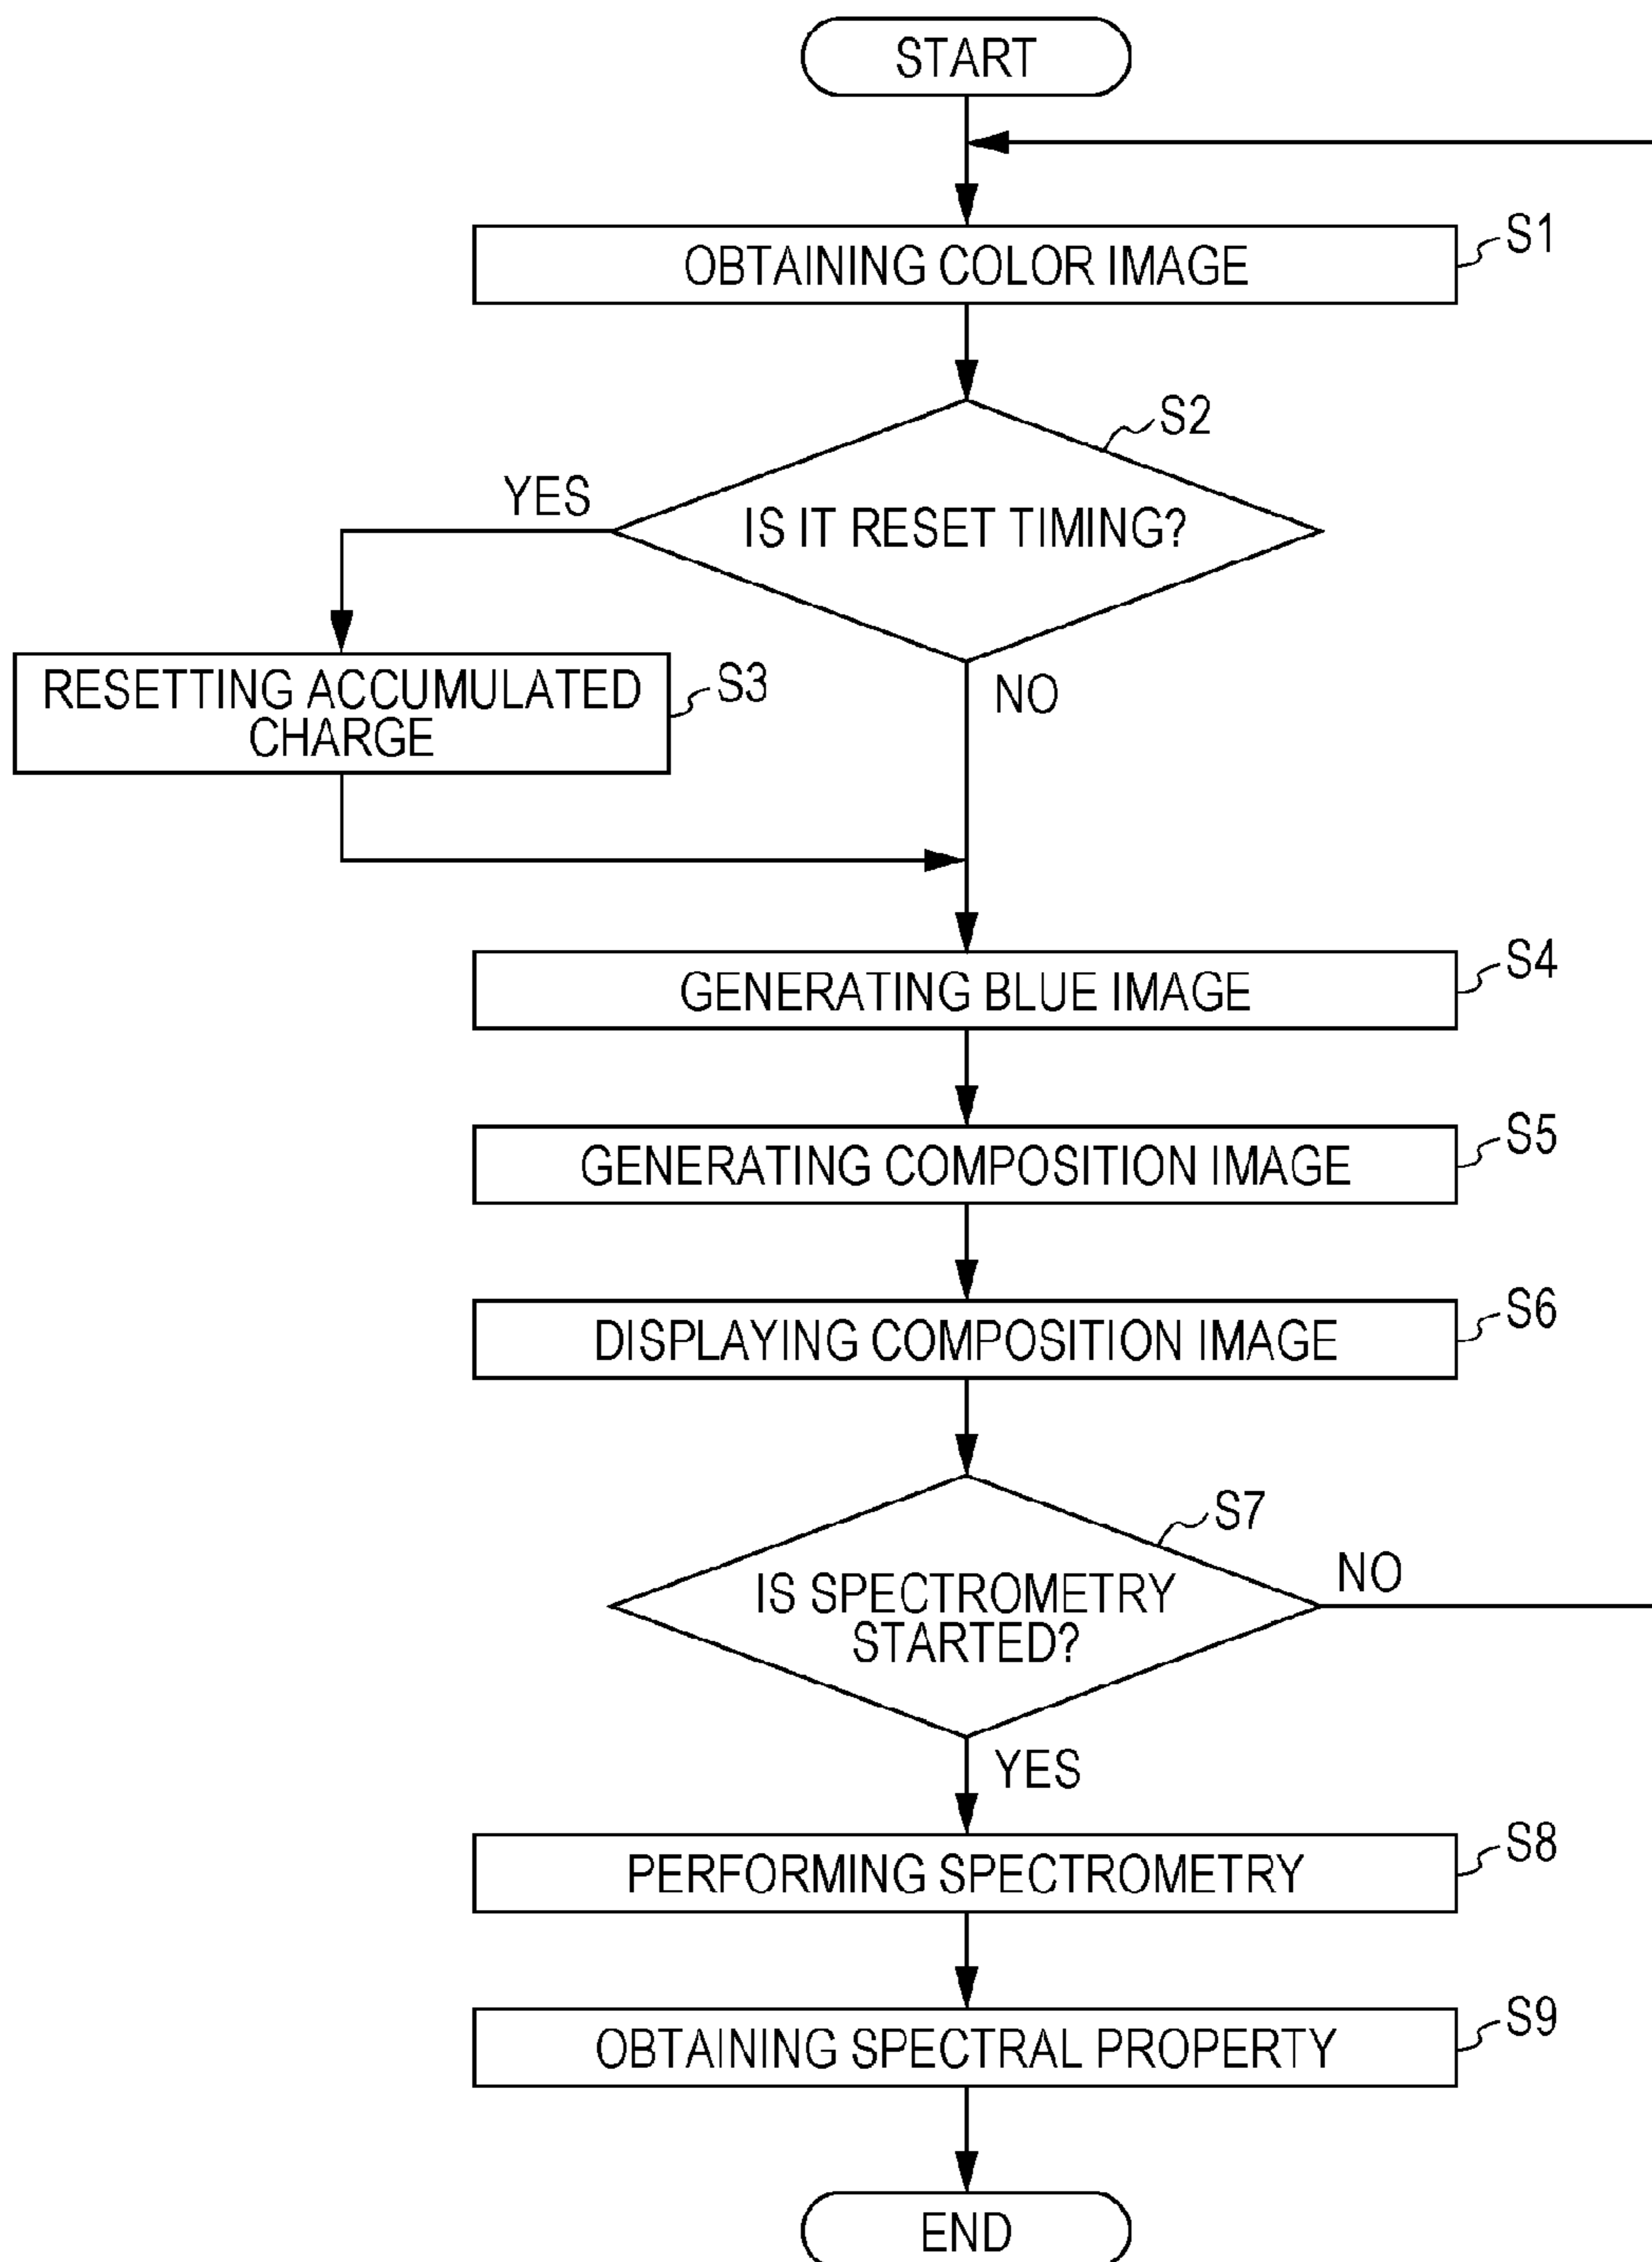 START
OBTAINING COLOR IMAGE
S1
S2
IS IT RESET TIMING?
YES
NO
RESETTING ACCUMULATED
CHARGE
S3
GENERATING BLUE IMAGE
S4
GENERATING COMPOSITION IMAGE
S5
DISPLAYING COMPOSITION IMAGE
S6
S7
IS SPECTROMETRY
STARTED?
NO
YES
PERFORMING SPECTROMETRY
S8
OBTAINING SPECTRAL PROPERTY
S9
END